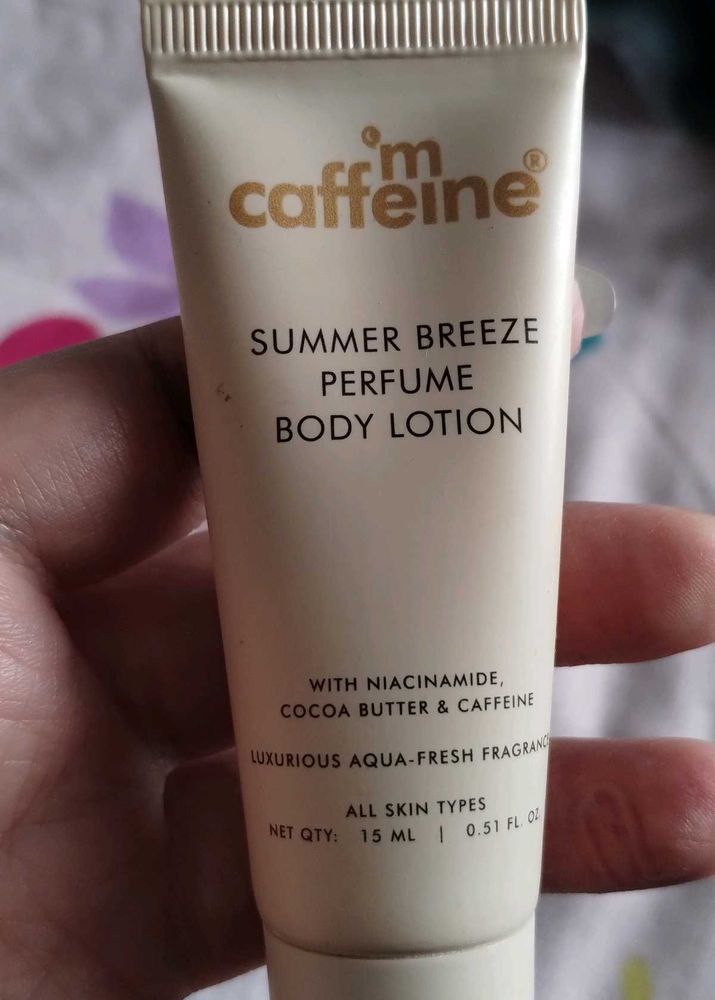 m
caffeine®
SUMMER BREEZE
PERFUME
BODY LOTION
WITH NIACINAMIDE,
COCOA BUTTER & CAFFEINE
LUXURIOUS AQUA-FRESH FRAGRANC
ALL SKIN TYPES
NET QTY: 15 ML | 0.51 FL. OZ.